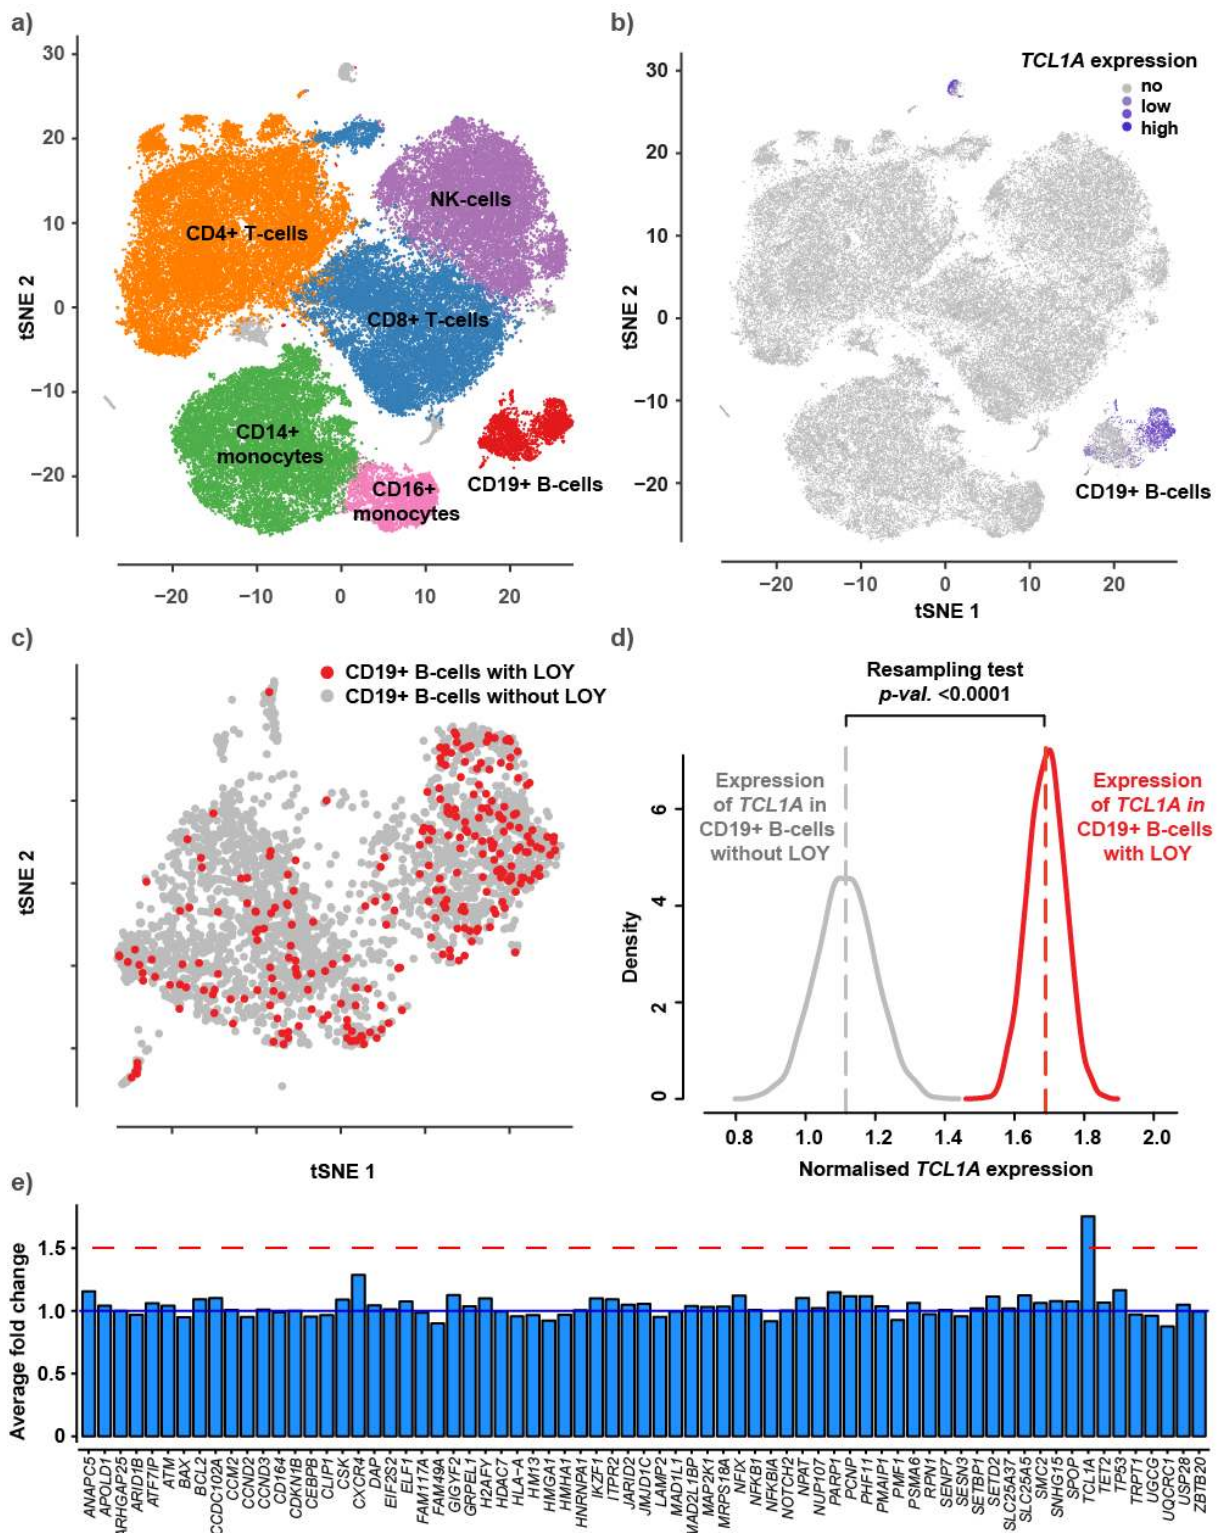 a)
30
20
10
0
−10
−20
tSNE 2
CD4+ T-cells
NK-cells
CD8+ T-cells
CD14+
monocytes
CD16+
monocytes
CD19+ B-cells
−20 −10 0 10 20
b)
30
20
10
0
−10
−20
tSNE 2
TCL1A expression
no
low
high
CD19+ B-cells
−20 −10 0 10 20
tSNE 1
c)
CD19+ B-cells with LOY
CD19+ B-cells without LOY
tSNE 2
tSNE 1
d)
Resampling test
p-val. <0.0001
Expression
of TCL1A in
CD19+ B-cells
without LOY
Expression
of TCL1A in
CD19+ B-cells
with LOY
Density
6
4
2
0
0.8 1.0 1.2 1.4 1.6 1.8 2.0
Normalised TCL1A expression
e)
Average fold change
1.5
1.0
0.5
0
ANAPC5
APOLD1
ARHGAP25
ARID1B
ATF7IP
ATM
BAX
BCL2
CCDC102A
CCM2
CCND2
CCND3
CD164
CDKN1B
CEBPB
CLIP1
CSK
CXCR4
DAP
EIF2S2
ELF1
FAM117A
FAM49A
GIGYF2
GRPEL1
H2AFY
HDAC7
HLA-A
HM13
HMGA1
HMHA1
HNRNPA1
IKZF1
ITPR2
JARID2
JMJD1C
LAMP2
MAD1L1
MAD2L1BP
MAP2K1
MRPS18A
NFIX
NFKB1
NFKBIA
NOTCH2
NPAT
NUP107
PARP1
PCNP
PHF11
PMAIP1
PMF1
PSMA6
RPN1
SENP7
SESN3
SETBP1
SETD2
SLC25A37
SLC25A5
SMC2
SNHG15
SPOP
TCL1A
TET2
TP53
TRPT1
UGCG
UQCRC1
USP28
ZBTB20